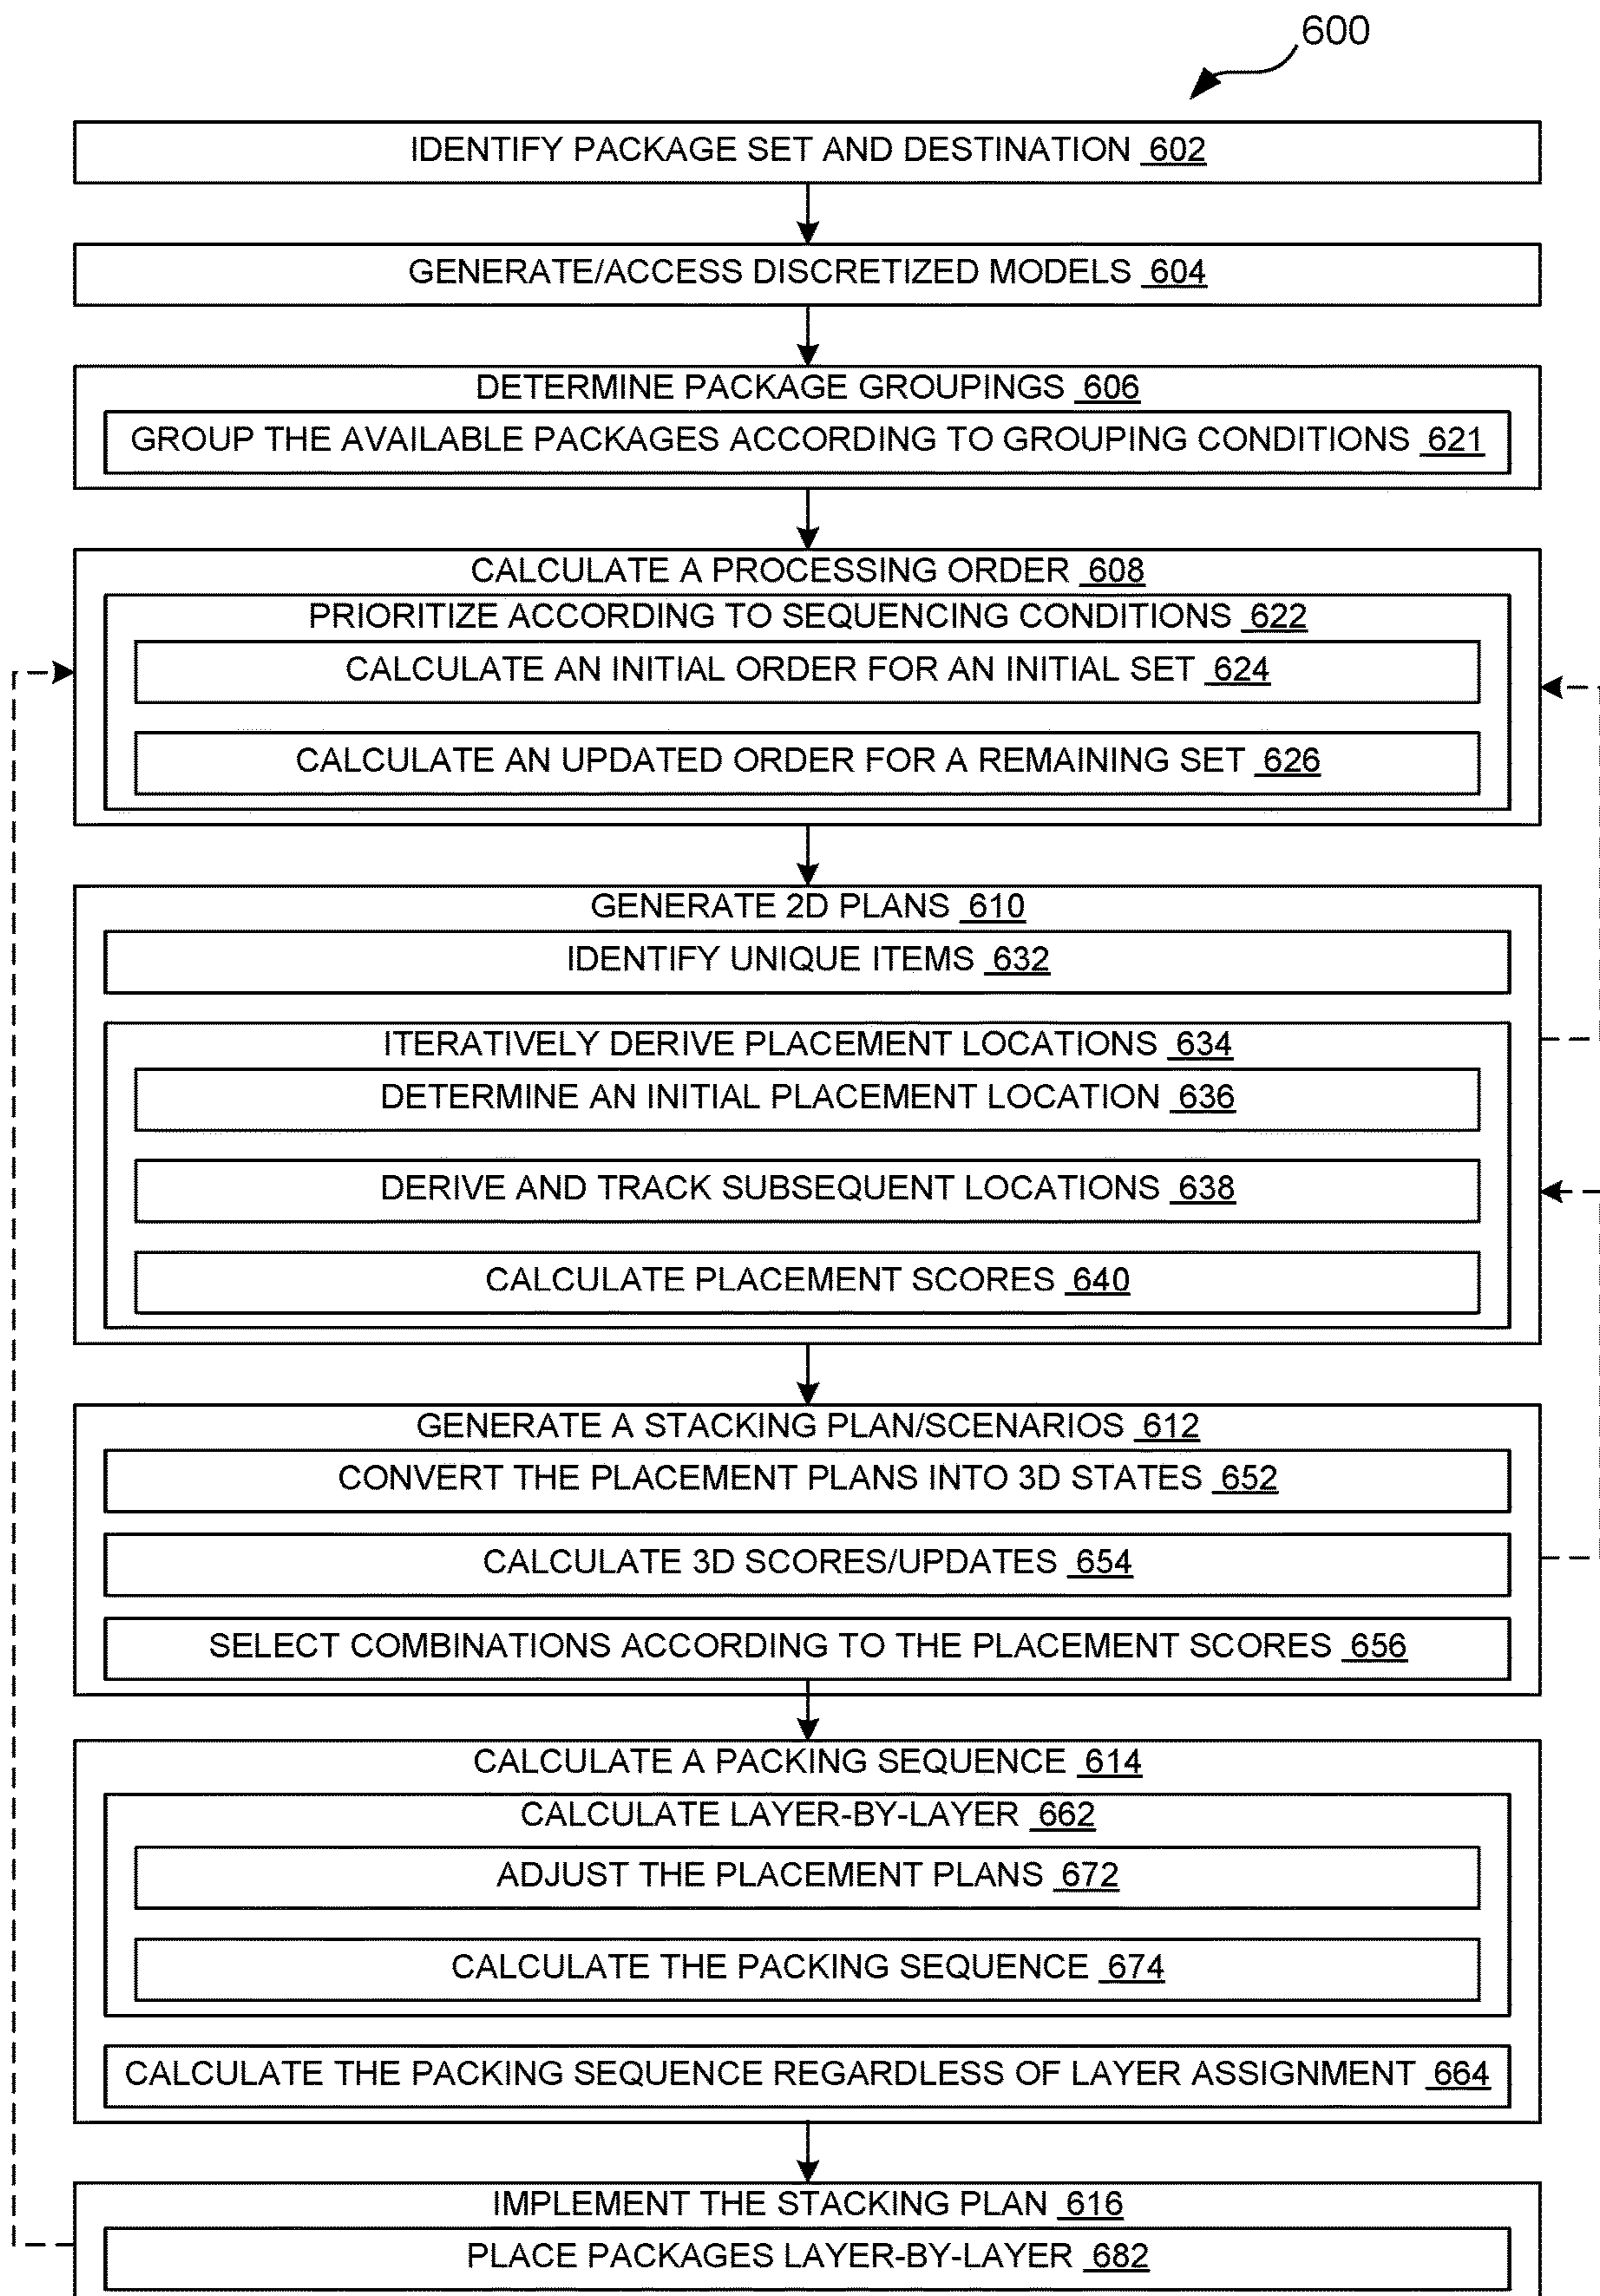 600
IDENTIFY PACKAGE SET AND DESTINATION 602
GENERATE/ACCESS DISCRETIZED MODELS 604
DETERMINE PACKAGE GROUPINGS 606
GROUP THE AVAILABLE PACKAGES ACCORDING TO GROUPING CONDITIONS 621
CALCULATE A PROCESSING ORDER 608
PRIORITIZE ACCORDING TO SEQUENCING CONDITIONS 622
CALCULATE AN INITIAL ORDER FOR AN INITIAL SET 624
CALCULATE AN UPDATED ORDER FOR A REMAINING SET 626
GENERATE 2D PLANS 610
IDENTIFY UNIQUE ITEMS 632
ITERATIVELY DERIVE PLACEMENT LOCATIONS 634
DETERMINE AN INITIAL PLACEMENT LOCATION 636
DERIVE AND TRACK SUBSEQUENT LOCATIONS 638
CALCULATE PLACEMENT SCORES 640
GENERATE A STACKING PLAN/SCENARIOS 612
CONVERT THE PLACEMENT PLANS INTO 3D STATES 652
CALCULATE 3D SCORES/UPDATES 654
SELECT COMBINATIONS ACCORDING TO THE PLACEMENT SCORES 656
CALCULATE A PACKING SEQUENCE 614
CALCULATE LAYER-BY-LAYER 662
ADJUST THE PLACEMENT PLANS 672
CALCULATE THE PACKING SEQUENCE 674
CALCULATE THE PACKING SEQUENCE REGARDLESS OF LAYER ASSIGNMENT 664
IMPLEMENT THE STACKING PLAN 616
PLACE PACKAGES LAYER-BY-LAYER 682